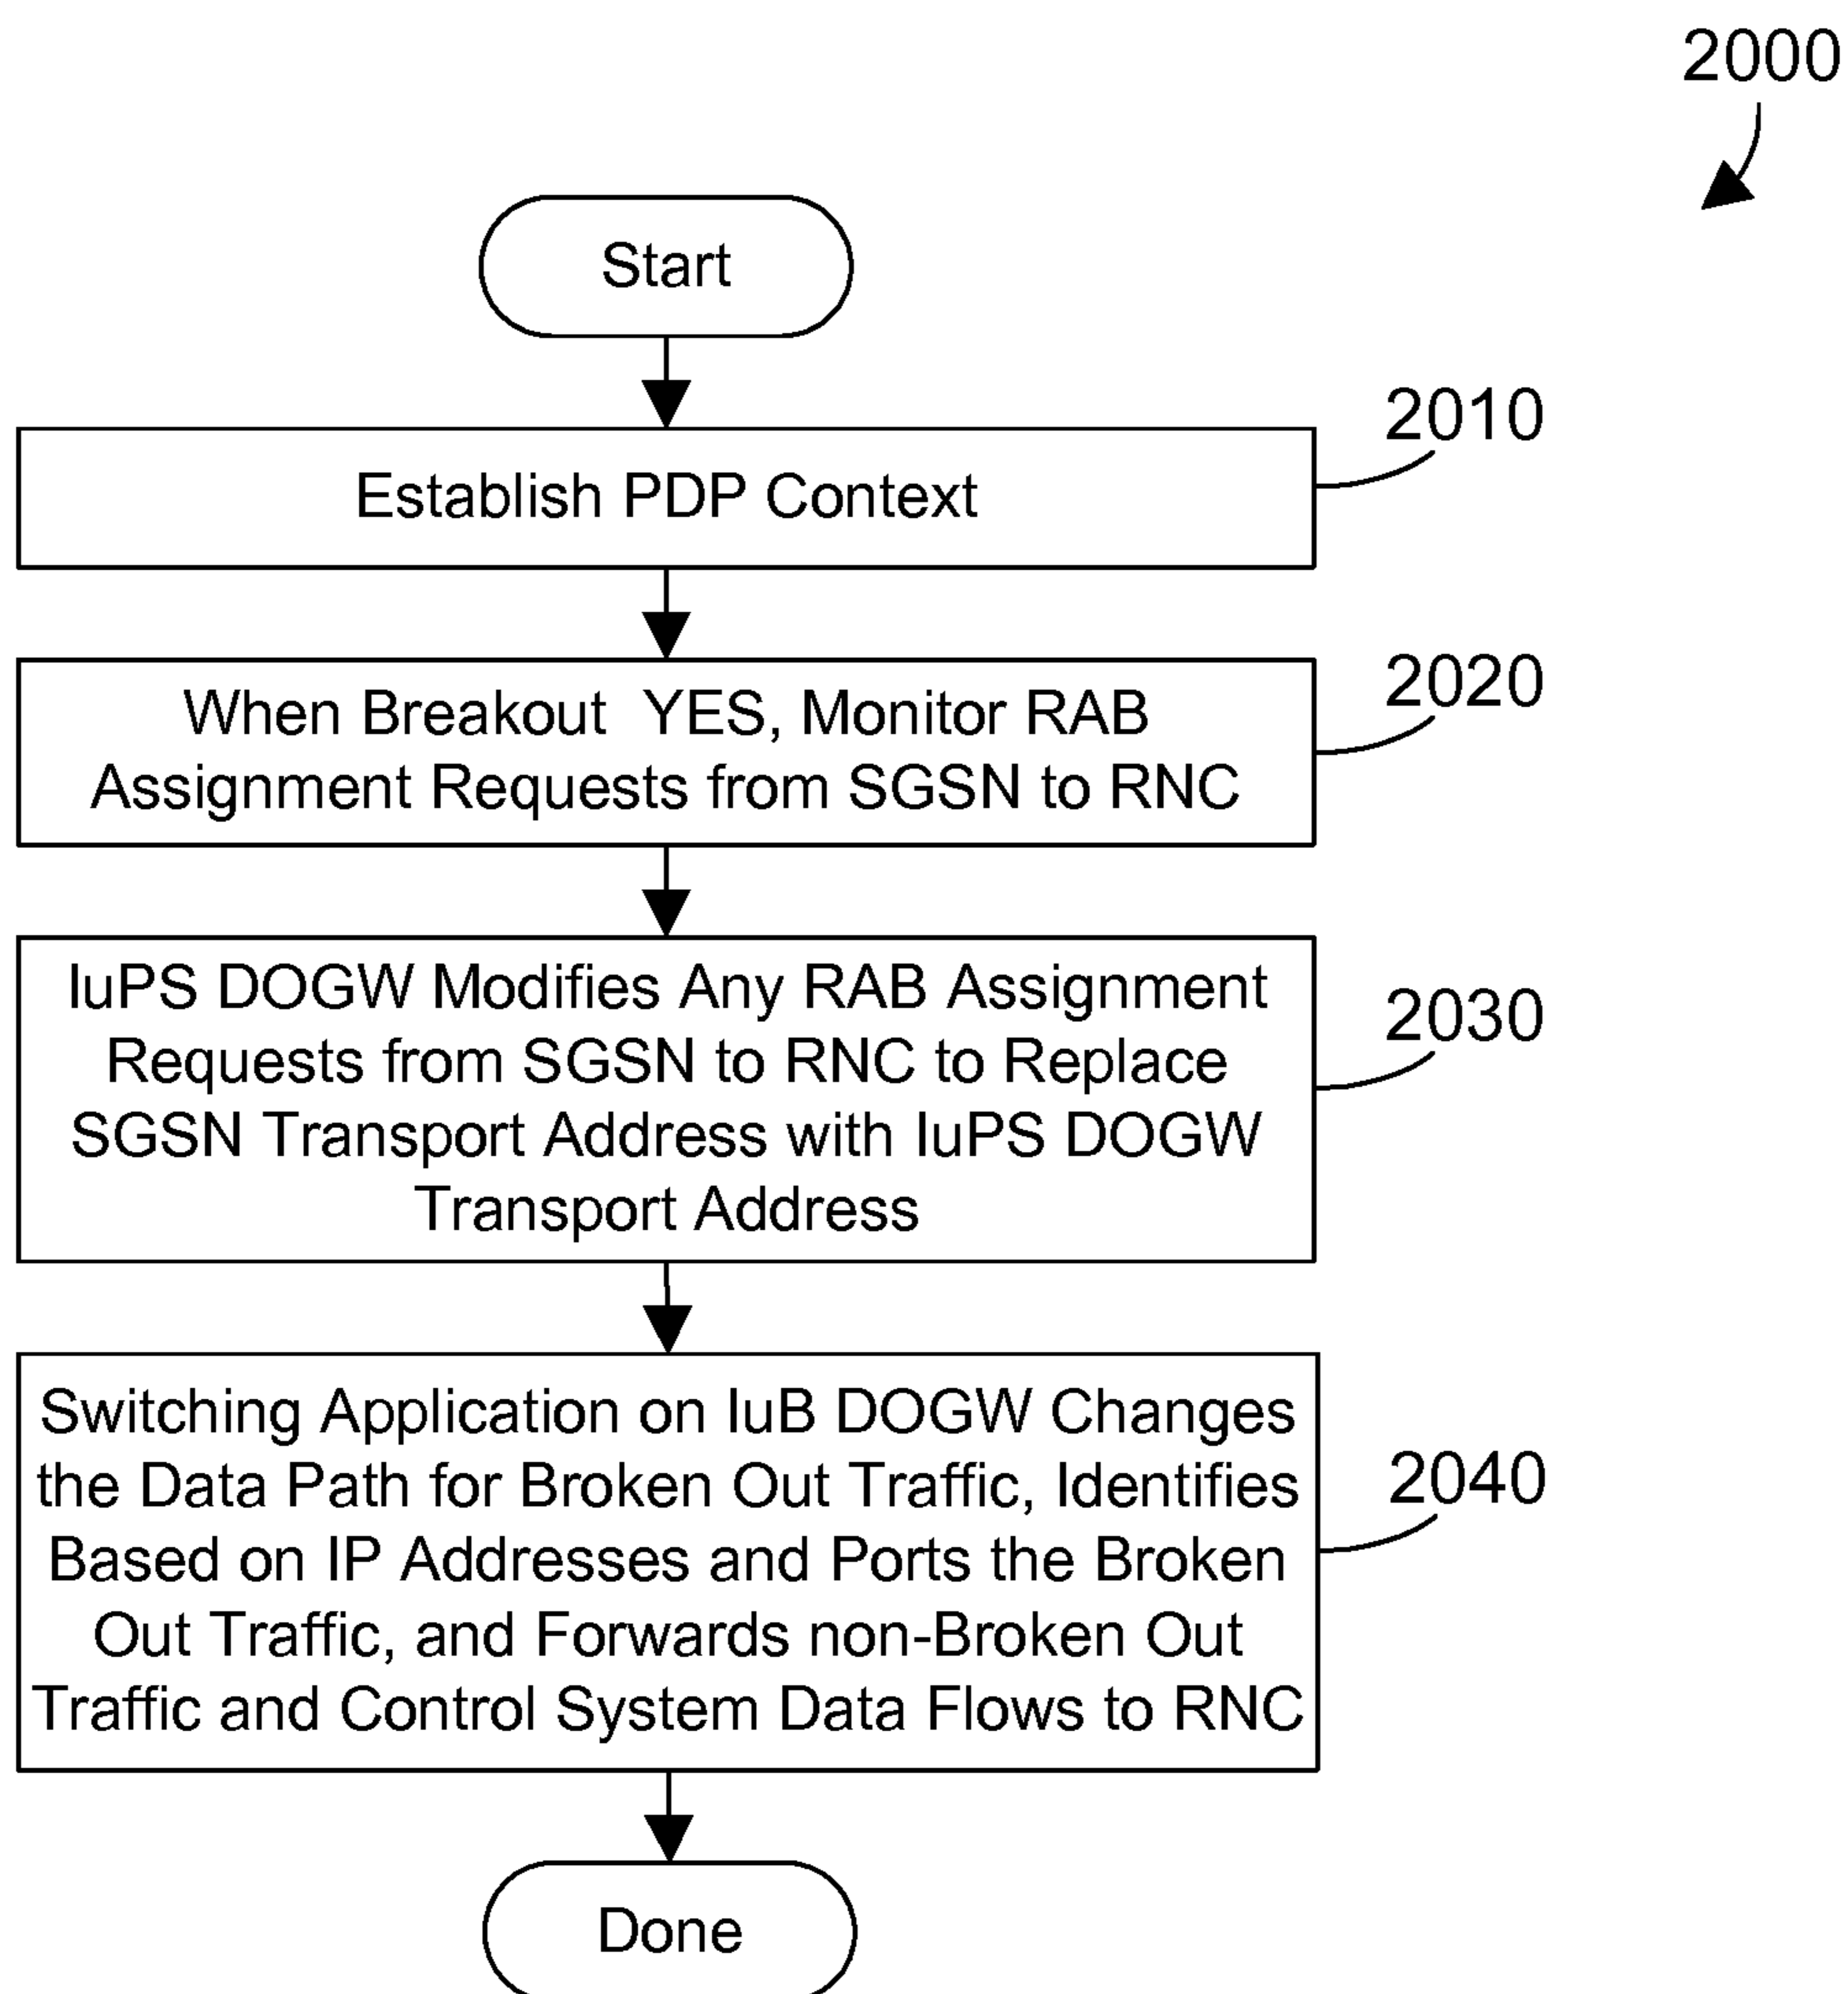 2000
Start
2010
Establish PDP Context
2020
When Breakout YES, Monitor RAB
Assignment Requests from SGSN to RNC
2030
IuPS DOGW Modifies Any RAB Assignment
Requests from SGSN to RNC to Replace
SGSN Transport Address with IuPS DOGW
Transport Address
2040
Switching Application on IuB DOGW Changes
the Data Path for Broken Out Traffic, Identifies
Based on IP Addresses and Ports the Broken
Out Traffic, and Forwards non-Broken Out
Traffic and Control System Data Flows to RNC
Done